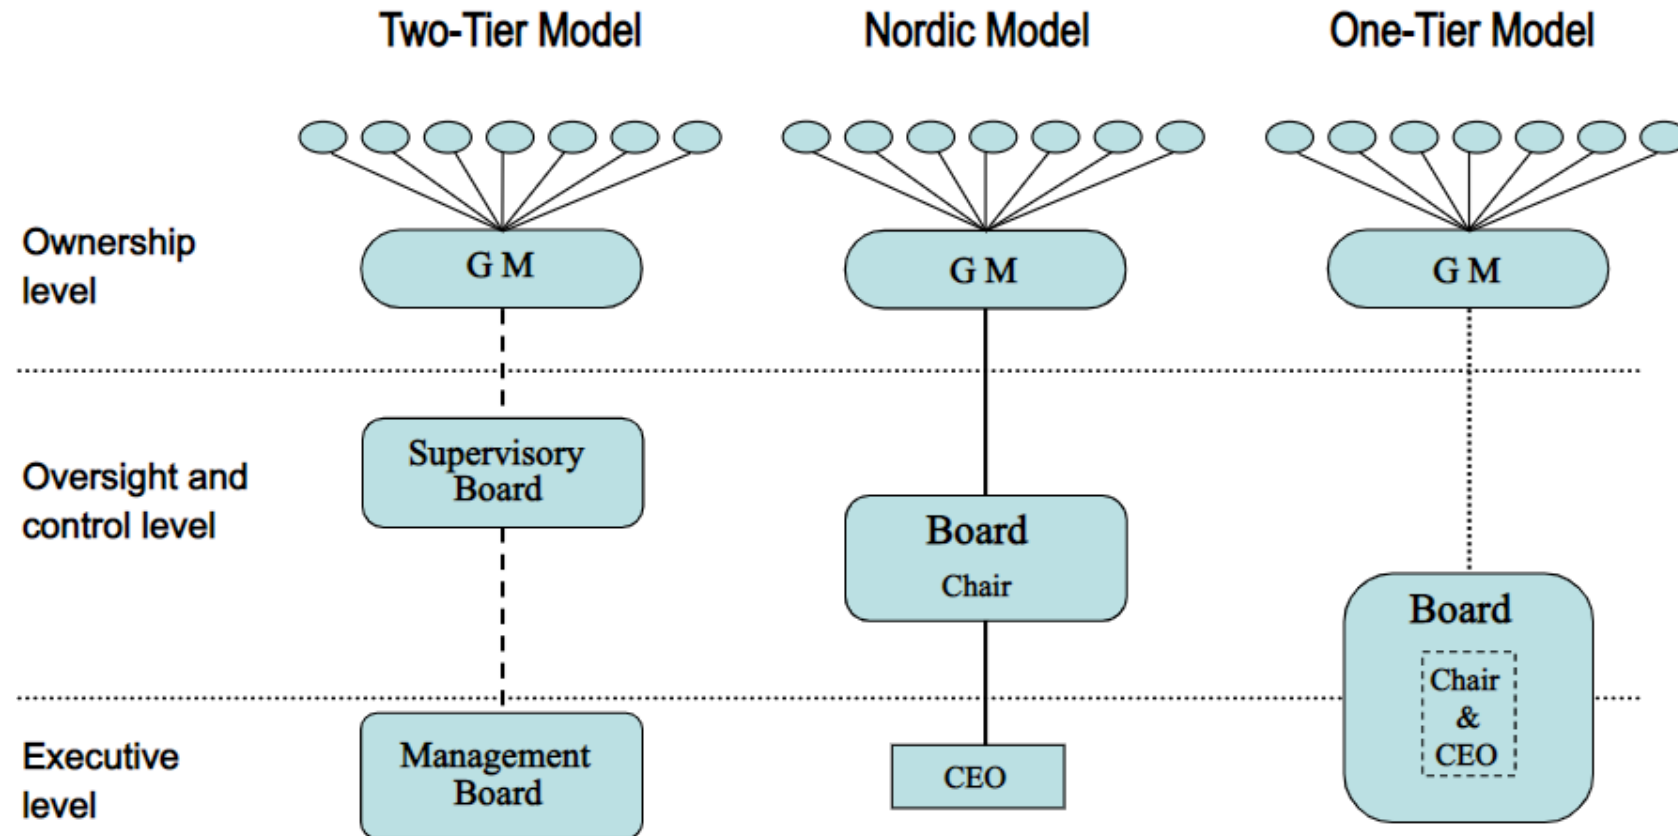 Two-Tier Model
Nordic Model
One-Tier Model
Ownership
level
G M
G M
G M
Oversight and
control level
Supervisory
Board
Board
Chair
Board
Chair
&
CEO
Executive
level
Management
Board
CEO